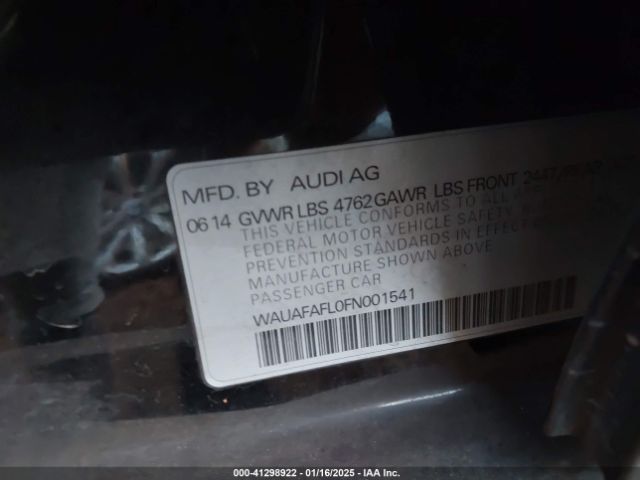 MFD. BY AUDI AG
06 14 GVWR LBS 4762 GAWR LBS FRONT 2447
THIS VEHICLE CONFORMS TO ALL
FEDERAL MOTOR VEHICLE SAFETY
PREVENTION STANDARDS IN EFFECT
MANUFACTURE SHOWN ABOVE
PASSENGER CAR
WAUAFAFL0FN001541
000-41298922 - 01/16/2025 - IAA Inc.